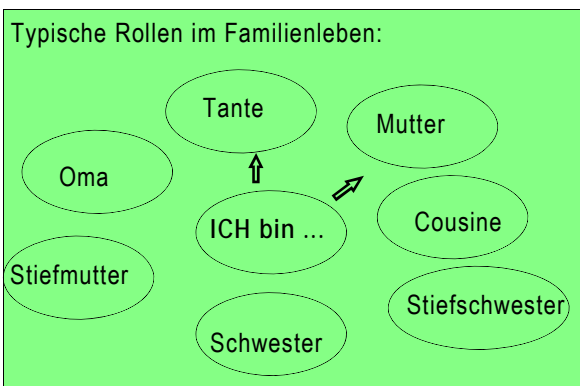 Typische Rollen im Familienleben:
Tante
Mutter
Oma
ICH bin ...
Cousine
Stiefmutter
Stiefschwester
Schwester